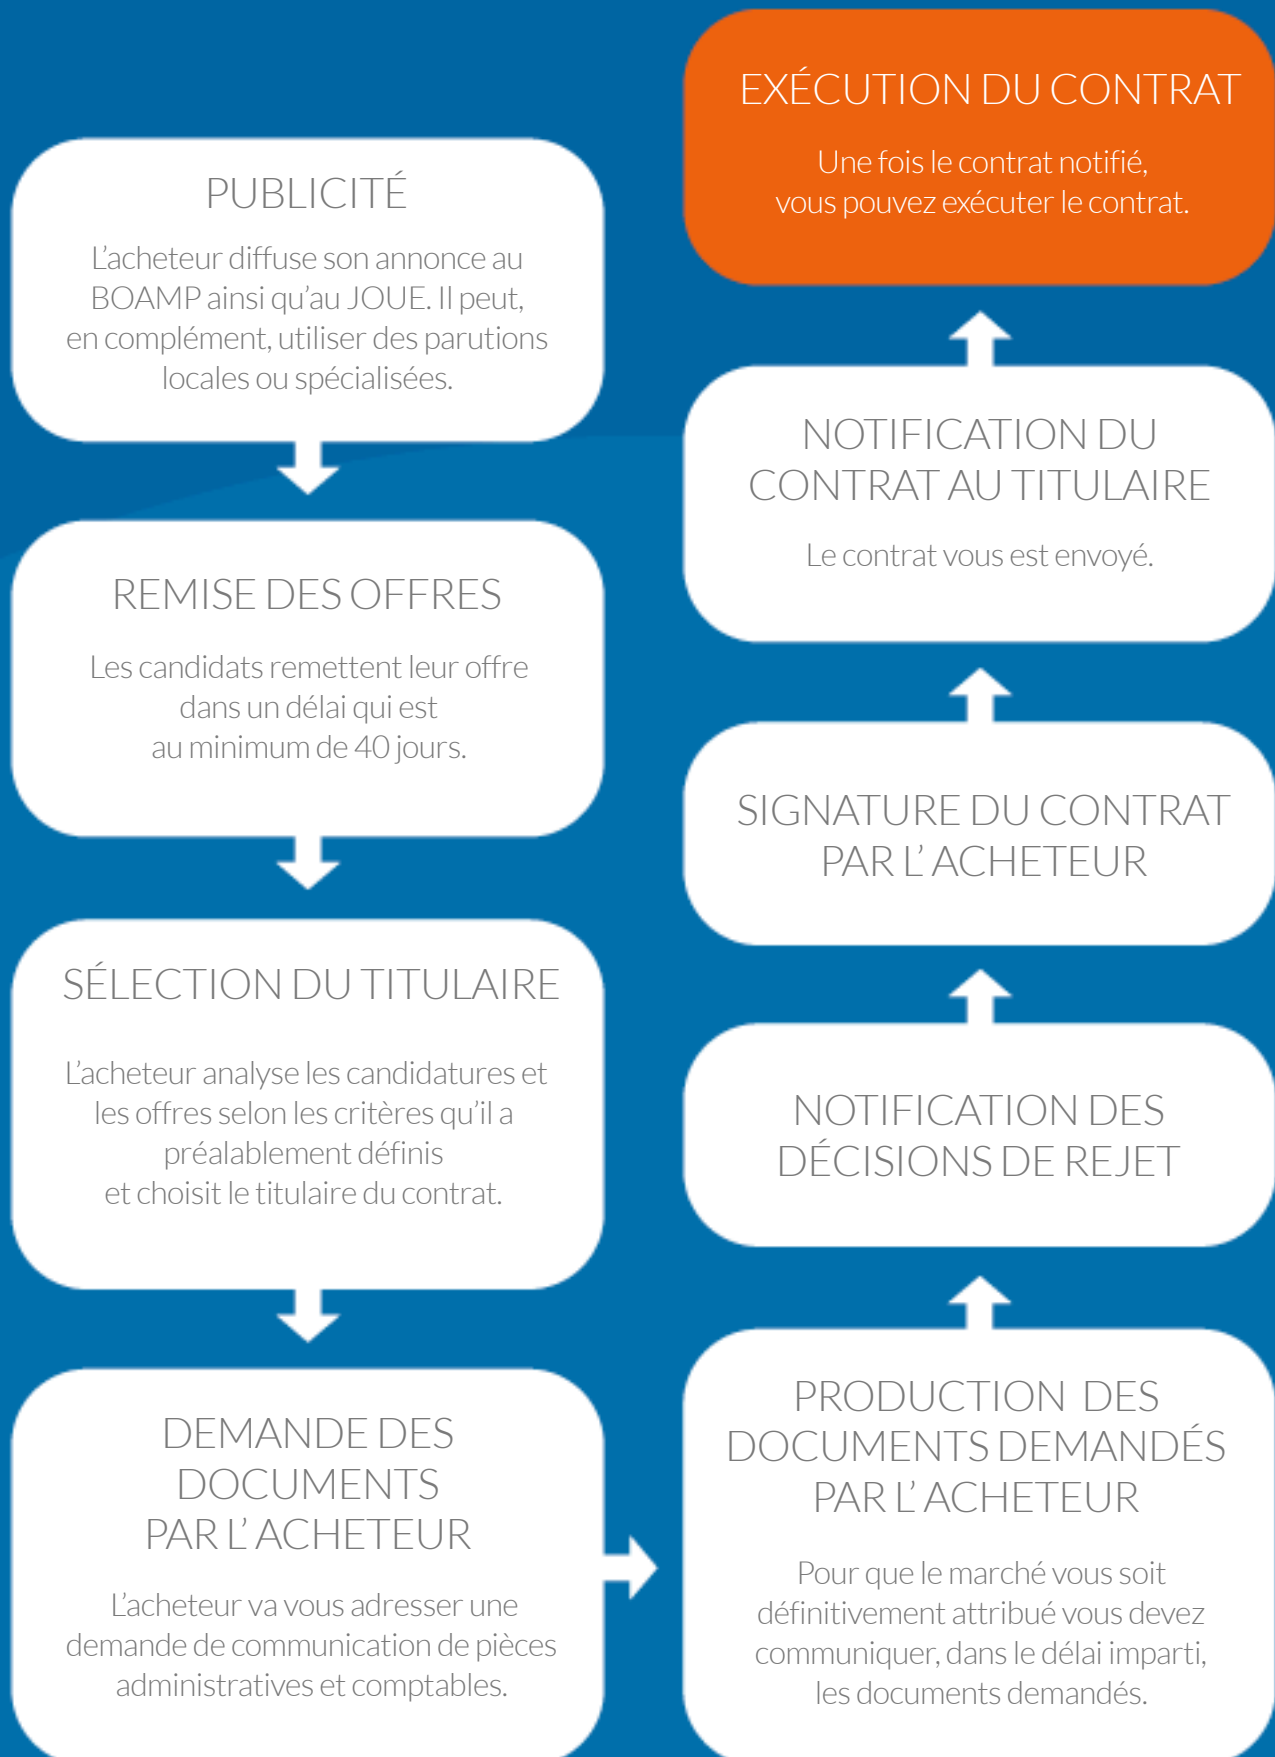 PUBLICITÉ
L'acheteur diffuse son annonce au
BOAMP ainsi qu'au JOUE. Il peut,
en complément, utiliser des parutions
locales ou spécialisées.
REMISE DES OFFRES
Les candidats remettent leur offre
dans un délai qui est
au minimum de 40 jours.
SÉLECTION DU TITULAIRE
L'acheteur analyse les candidatures et
les offres selon les critères qu'il a
préalablement définis
et choisit le titulaire du contrat.
DEMANDE DES
DOCUMENTS
PAR L' ACHETEUR
L'acheteur va vous adresser une
demande de communication de pièces
administratives et comptables.
PRODUCTION DES
DOCUMENTS DEMANDÉS
PAR L' ACHETEUR
Pour que le marché vous soit
définitivement attribué vous devez
communiquer, dans le délai imparti,
les documents demandés.
NOTIFICATION DES
DÉCISIONS DE REJET
SIGNATURE DU CONTRAT
PAR L' ACHETEUR
NOTIFICATION DU
CONTRAT AU TITULAIRE
Le contrat vous est envoyé.
EXÉCUTION DU CONTRAT
Une fois le contrat notifié,
vous pouvez exécuter le contrat.